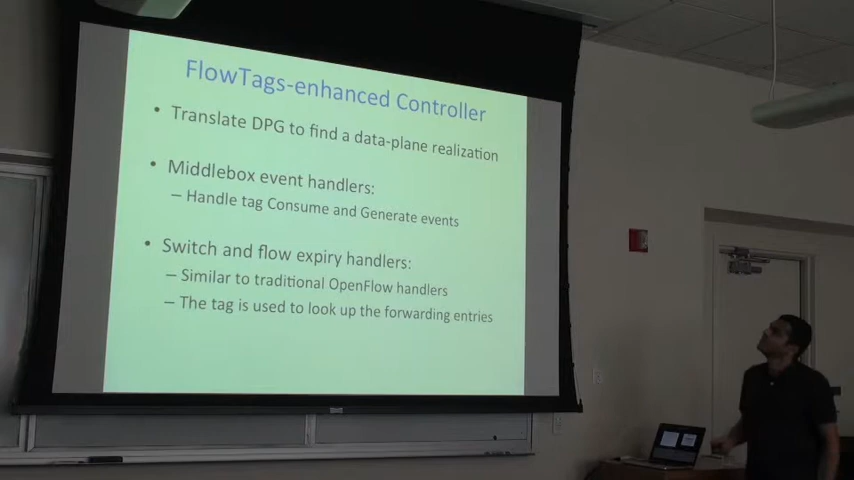 FlowTags-enhanced Controller
• Translate DPG to find a data-plane realization
• Middlebox event handlers:
– Handle tag Consume and Generate events
• Switch and flow expiry handlers:
– Similar to traditional OpenFlow handlers
– The tag is used to look up the forwarding entries